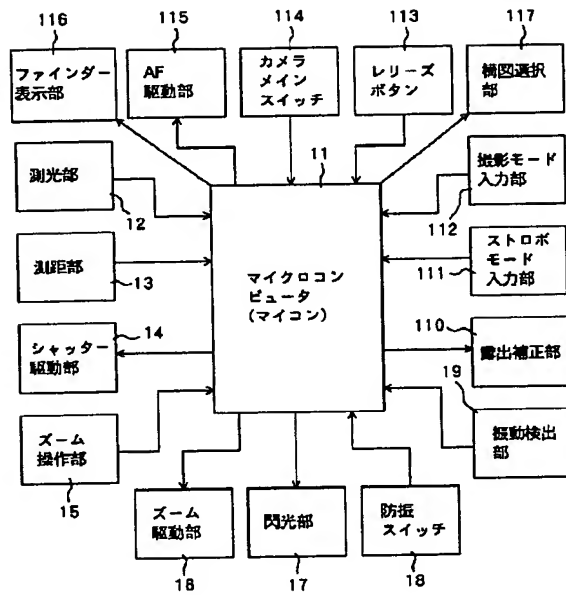 116
115
114
113
117
ファインダー
表示部
AF
駆動部
カメラ
メイン
スイッチ
レリーズ
ボタン
構図選択
部
11
測光部
12
撮影モード
入力部
112
測距部
13
マイクロコン
ピュータ
(マイコン)
ストロボ
モード
入力部
111
14
シャッター
駆動部
110
露出補正部
19
ズーム
操作部
15
振動検出
部
ズーム
駆動部
16
閃光部
17
防振
スイッチ
18